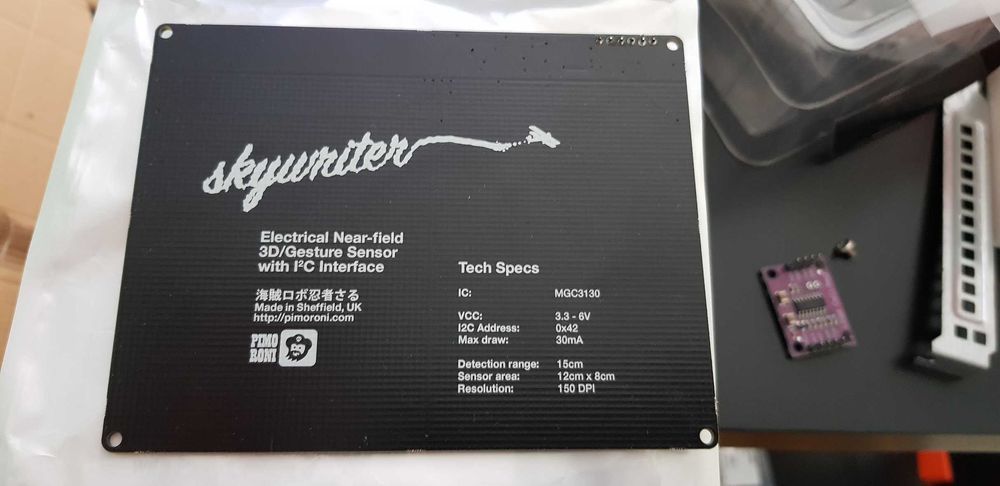 skywriter
Electrical Near-field
3D/Gesture Sensor
with I²C Interface
海賊ロボ忍者さる
Made in Sheffield, UK
http://pimoroni.com
PIMO
RONI
Tech Specs
IC: MGC3130
VCC: 3.3 - 6V
I2C Address: 0x42
Max draw: 30mA
Detection range: 15cm
Sensor area: 12cm x 8cm
Resolution: 150 DPI
GG